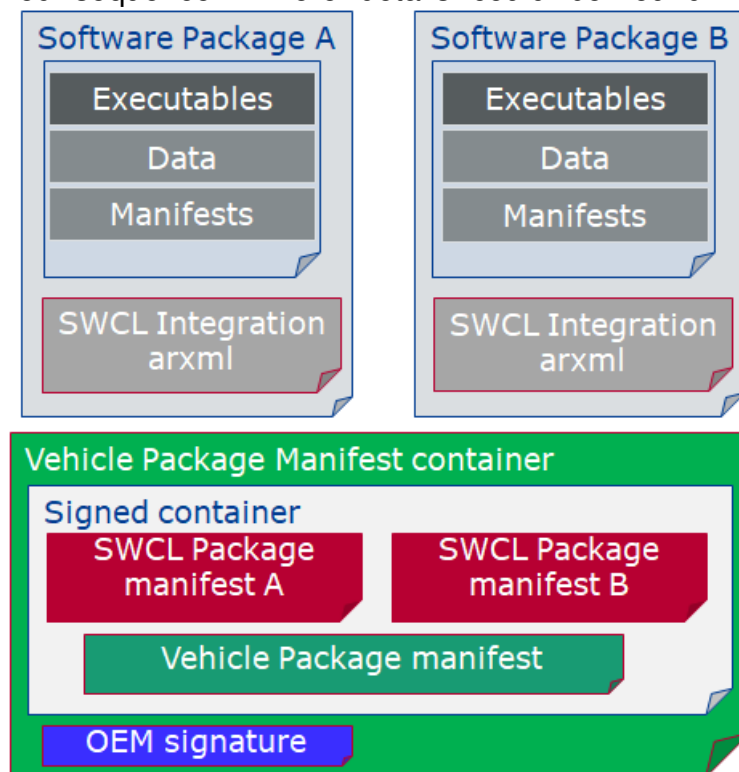 Software Package A
Executables
Data
Manifests
SWCL Integration
arxml
Software Package B
Executables
Data
Manifests
SWCL Integration
arxml
Vehicle Package Manifest container
Signed container
SWCL Package
manifest A
SWCL Package
manifest B
Vehicle Package manifest
OEM signature